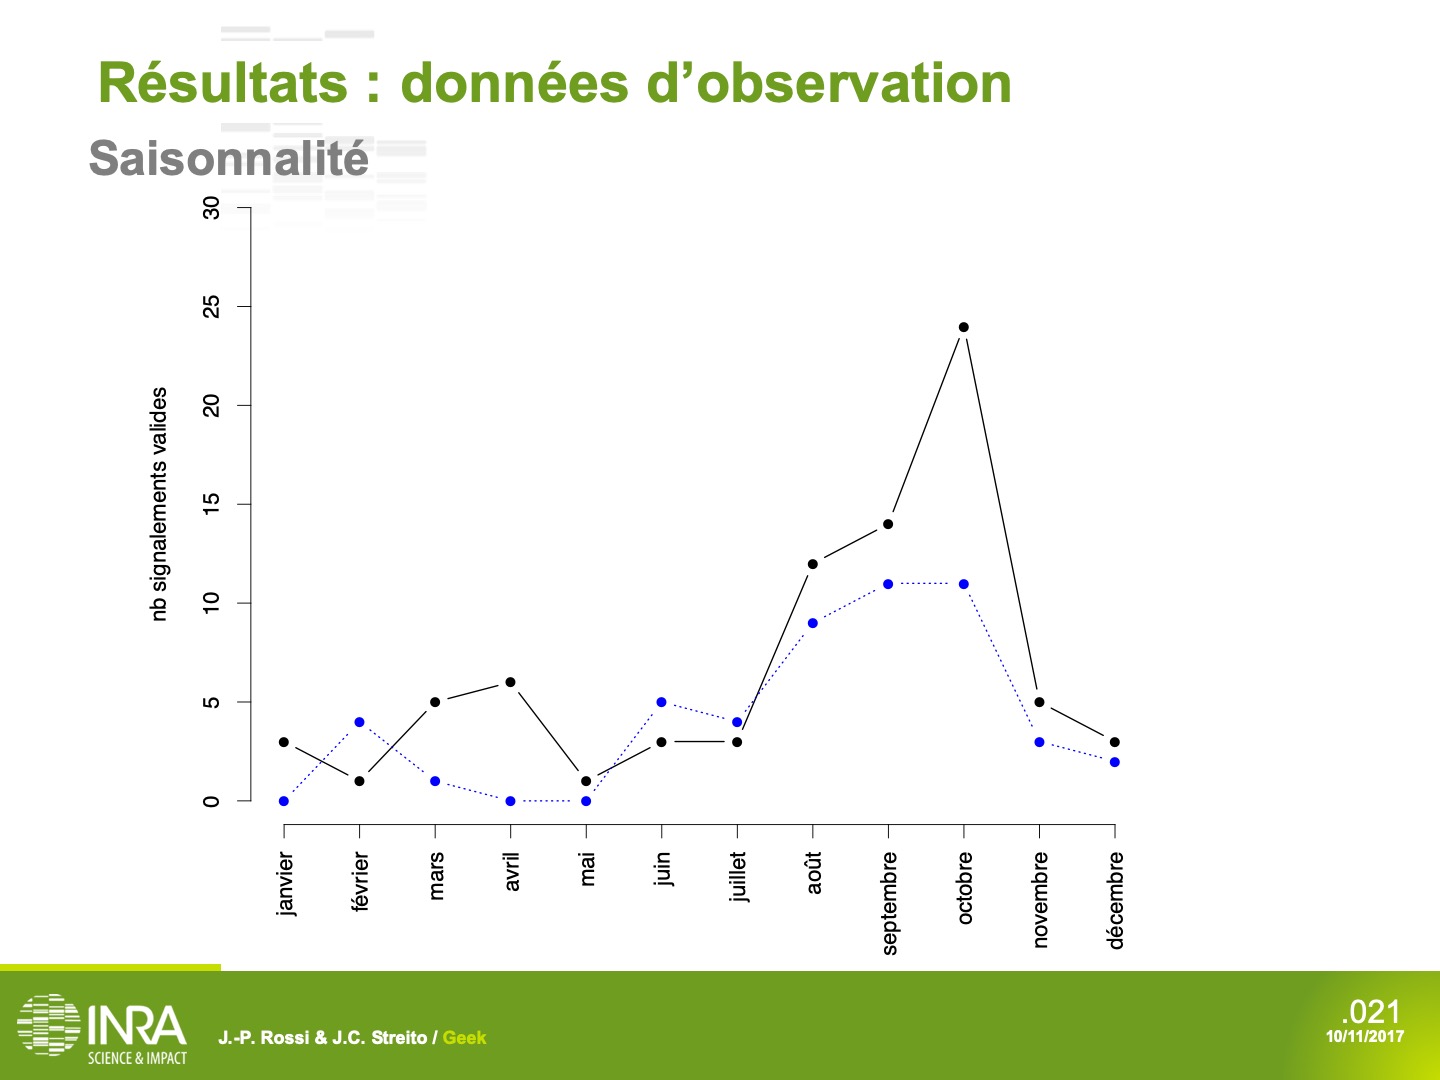 Résultats : données d’observation
Saisonnalité
30
25
20
15
10
5
0
nb signalements valides
janvier
février
mars
avril
mai
juin
juillet
août
septembre
octobre
novembre
décembre
INRA
SCIENCE & IMPACT
J.-P. Rossi & J.C. Streito / Geek
.021
10/11/2017